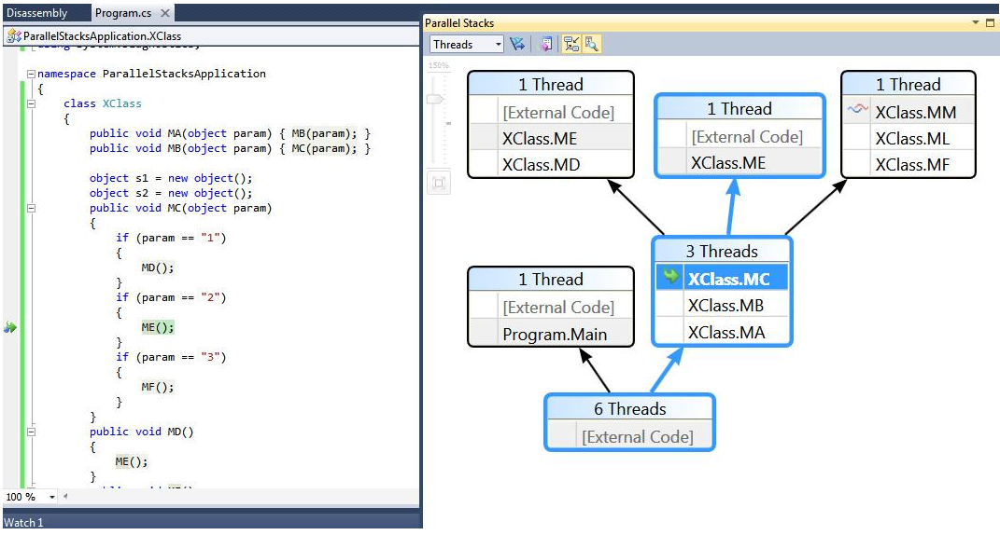 Disassembly
Program.cs
ParallelStacksApplication.XClass
namespace ParallelStacksApplication
{
class XClass
{
public void MA(object param) { MB(param); }
public void MB(object param) { MC(param); }
object s1 = new object();
object s2 = new object();
public void MC(object param)
{
if (param == "1")
{
MD();
}
if (param == "2")
{
ME();
}
if (param == "3")
{
MF();
}
}
public void MD()
{
ME();
}
100 %
Watch 1
Parallel Stacks
Threads
150%
1 Thread
[External Code]
XClass.ME
XClass.MD
1 Thread
[External Code]
XClass.ME
1 Thread
XClass.MM
XClass.ML
XClass.MF
3 Threads
XClass.MC
XClass.MB
XClass.MA
1 Thread
[External Code]
Program.Main
6 Threads
[External Code]